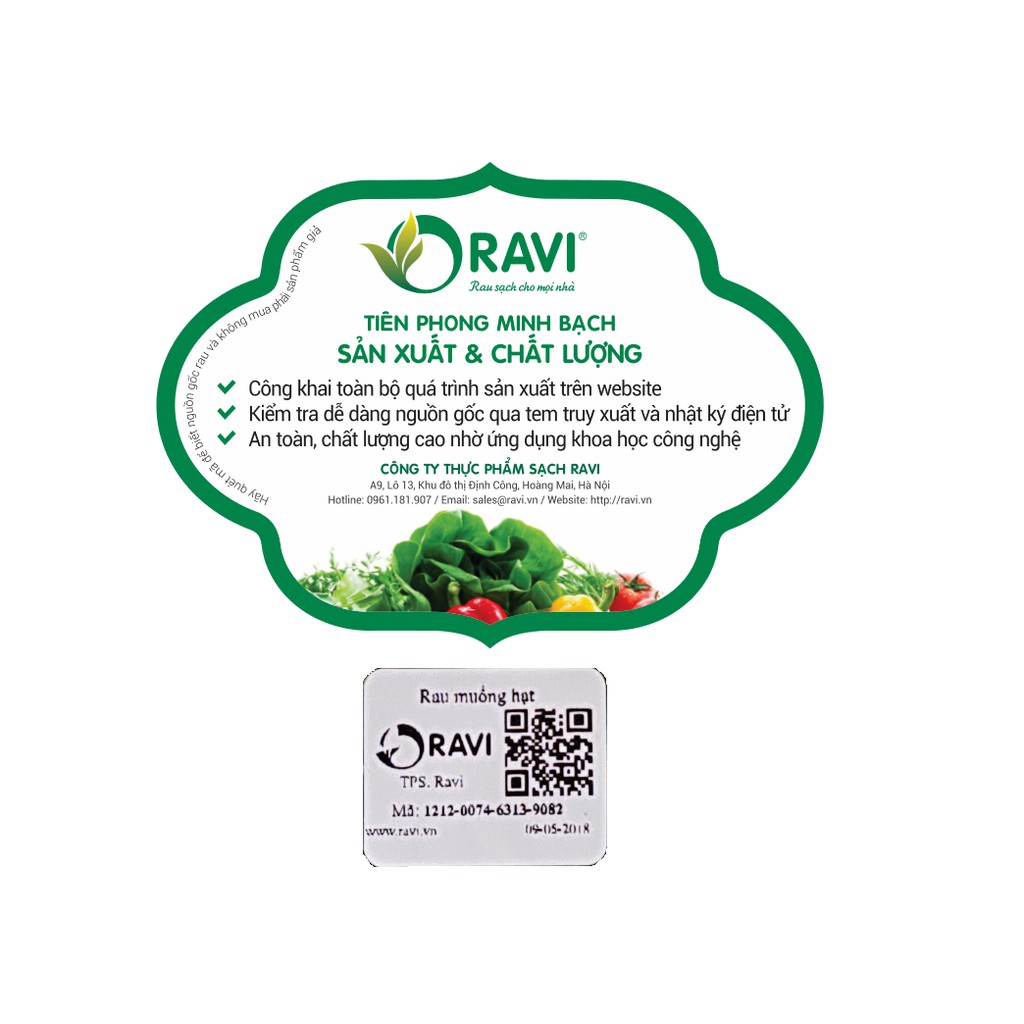 RAVI®
Rau sạch cho mọi nhà
TIÊN PHONG MINH BẠCH
SẢN XUẤT & CHẤT LƯỢNG
Công khai toàn bộ quá trình sản xuất trên website
Kiểm tra dễ dàng nguồn gốc qua tem truy xuất và nhật ký điện tử
An toàn, chất lượng cao nhờ ứng dụng khoa học công nghệ
CÔNG TY THỰC PHẨM SẠCH RAVI
A9, Lô 13, Khu đô thị Định Công, Hoàng Mai, Hà Nội
Hotline: 0961.181.907 / Email: sales@ravi.vn / Website: http://ravi.vn
Hãy quét mã để biết nguồn gốc rau và không mua phải sản phẩm giả
Rau muống hạt
RAVI
TPS. Ravi
Mã: 1212-0074-6313-9082
www.ravi.vn 09-05-2018